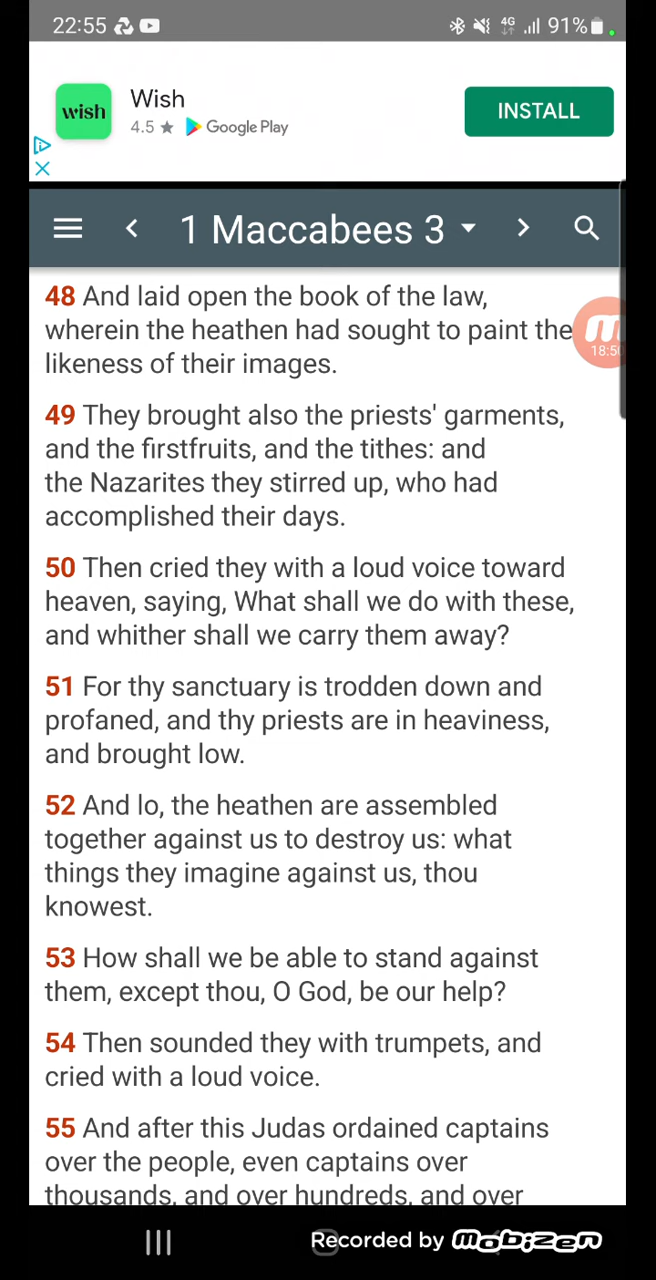 22:55 4G 91%
wish
Wish
4.5 ★ Google Play
INSTALL
1 Maccabees 3
48 And laid open the book of the law,
wherein the heathen had sought to paint the
likeness of their images.
18:50
49 They brought also the priests' garments,
and the firstfruits, and the tithes: and
the Nazarites they stirred up, who had
accomplished their days.
50 Then cried they with a loud voice toward
heaven, saying, What shall we do with these,
and whither shall we carry them away?
51 For thy sanctuary is trodden down and
profaned, and thy priests are in heaviness,
and brought low.
52 And lo, the heathen are assembled
together against us to destroy us: what
things they imagine against us, thou
knowest.
53 How shall we be able to stand against
them, except thou, O God, be our help?
54 Then sounded they with trumpets, and
cried with a loud voice.
55 And after this Judas ordained captains
over the people, even captains over
thousands, and over hundreds, and over
Recorded by mobizen